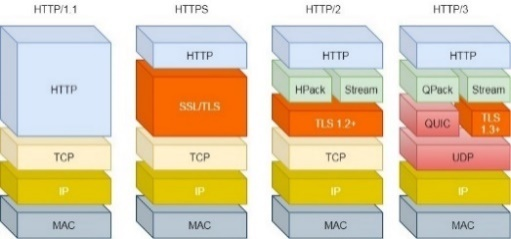 HTTP/1.1 HTTPS HTTP/2 HTTP/3
HTTP HTTP HTTP
HTTP SSL/TLS HPack Stream QPack Stream
TLS 1.2+ QUIC TLS
1.3+
TCP TCP TCP UDP
IP IP IP IP
MAC MAC MAC MAC